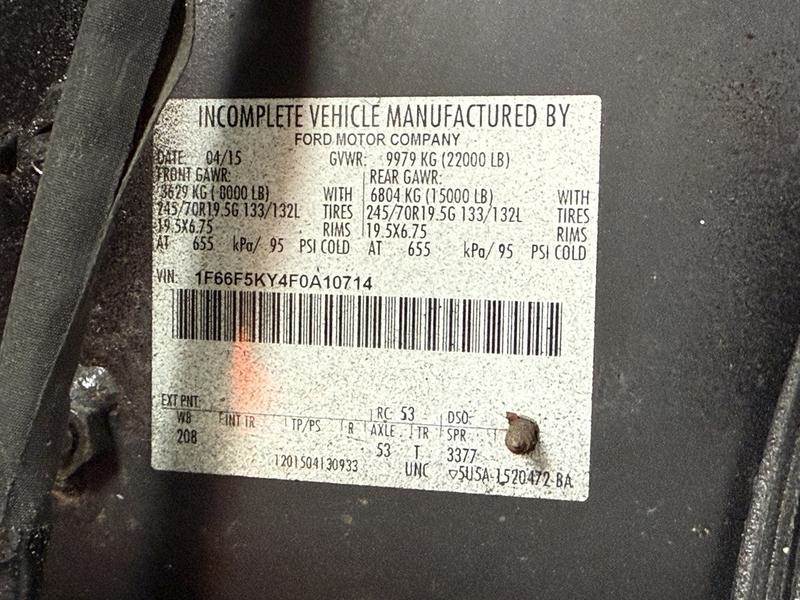 INCOMPLETE VEHICLE MANUFACTURED BY
FORD MOTOR COMPANY
DATE: 04/15 GVWR: 9979 KG (22000 LB)
FRONT GAWR: REAR GAWR:
3629 KG ( 8000 LB) WITH 6804 KG (15000 LB) WITH
245/70R19.5G 133/132L TIRES 245/70R19.5G 133/132L TIRES
19.5X6.75 RIMS 19.5X6.75 RIMS
AT 655 kPa/ 95 PSI COLD AT 655 kPa/ 95 PSI COLD
VIN: 1F66F5KY4F0A10714
EXT PNT: RC: 53 DSO:
WB INT TR TP/PS R AXLE TR SPR
208 53 T 3377
1201504130933 UNC ▽5U5A-1520472-BA